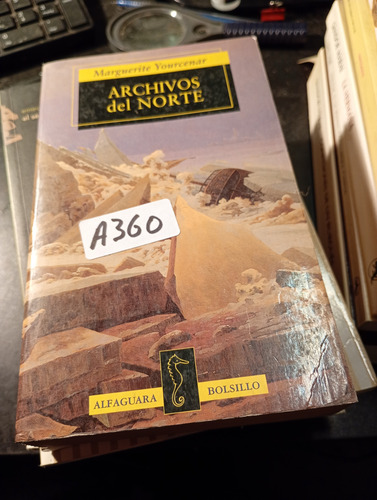 Marguerite Yourcenar
ARCHIVOS
del NORTE
A360
ALFAGUARA BOLSILLO